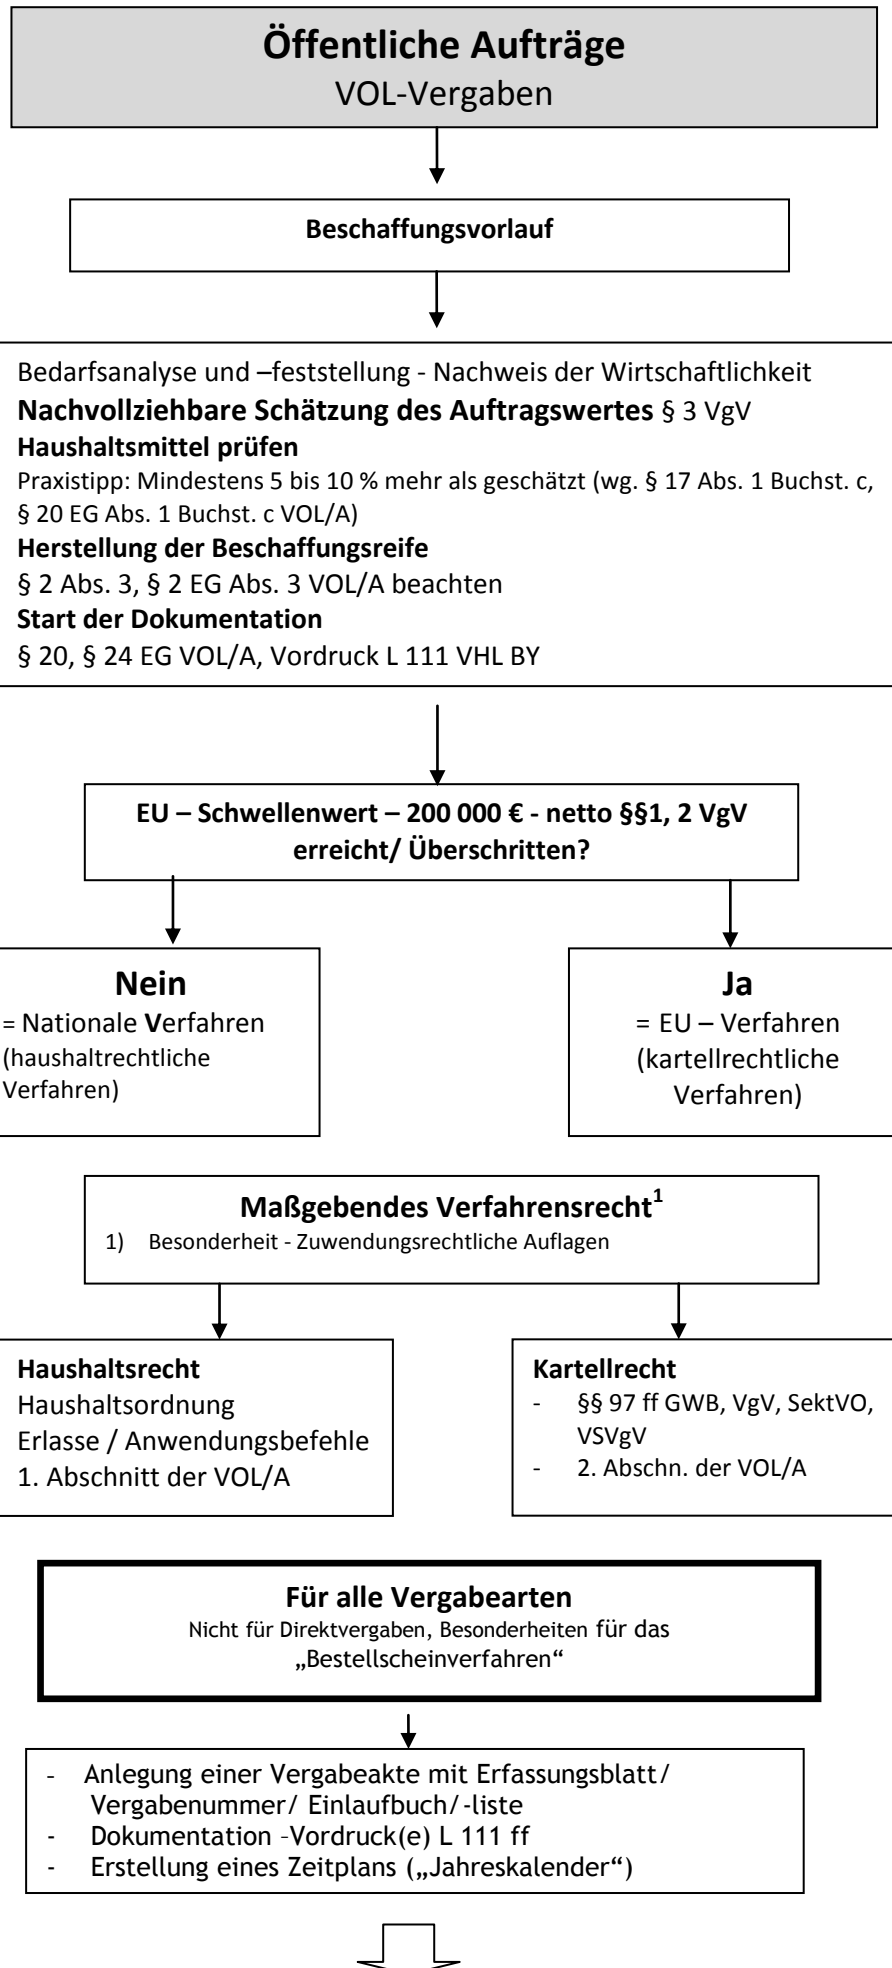 Öffentliche Aufträge
VOL-Vergaben
Beschaffungsvorlauf
Bedarfsanalyse und –feststellung - Nachweis der Wirtschaftlichkeit
Nachvollziehbare Schätzung des Auftragswertes § 3 VgV
Haushaltsmittel prüfen
Praxistipp: Mindestens 5 bis 10 % mehr als geschätzt (wg. § 17 Abs. 1 Buchst. c,
§ 20 EG Abs. 1 Buchst. c VOL/A)
Herstellung der Beschaffungsreife
§ 2 Abs. 3, § 2 EG Abs. 3 VOL/A beachten
Start der Dokumentation
§ 20, § 24 EG VOL/A, Vordruck L 111 VHL BY
EU – Schwellenwert – 200 000 € - netto §§1, 2 VgV
erreicht/ Überschritten?
Nein
= Nationale Verfahren
(haushaltrechtliche
Verfahren)
Ja
= EU – Verfahren
(kartellrechtliche
Verfahren)
Maßgebendes Verfahrensrecht¹
1) Besonderheit - Zuwendungsrechtliche Auflagen
Haushaltsrecht
Haushaltsordnung
Erlasse / Anwendungsbefehle
1. Abschnitt der VOL/A
Kartellrecht
- §§ 97 ff GWB, VgV, SektVO,
VSVgV
- 2. Abschn. der VOL/A
Für alle Vergabearten
Nicht für Direktvergaben, Besonderheiten für das
„Bestellscheinverfahren“
- Anlegung einer Vergabeakte mit Erfassungsblatt/
Vergabenummer/ Einlaufbuch/-liste
- Dokumentation –Vordruck(e) L 111 ff
- Erstellung eines Zeitplans („Jahreskalender“)